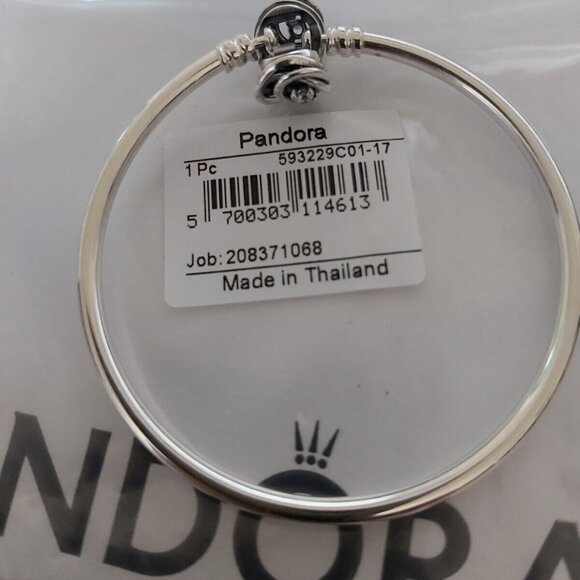 Pandora
1 Pc 593229C01-17
5 700303 114613
Job: 208371068
Made in Thailand
NDORA